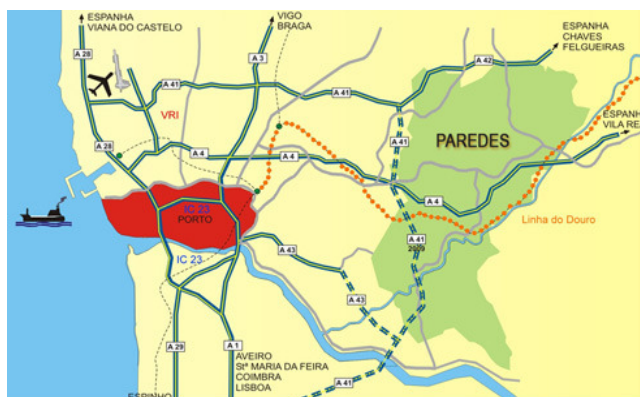 ESPANHA
VIANA DO CASTELO
VIGO
BRAGA
ESPANHA
CHAVES
FELGUEIRAS
A 28
A 3
A 42
A 41
A 41
VRI
ESPANHA
VILA RE
PAREDES
A 41
A 28
A 4
A 4
A 4
IC 23
PORTO
Linha do Douro
A 43
A 41
2009
IC 23
A 43
A 29
A 1
AVEIRO
Stª MARIA DA FEIRA
COIMBRA
LISBOA
A 41
ESPINHO